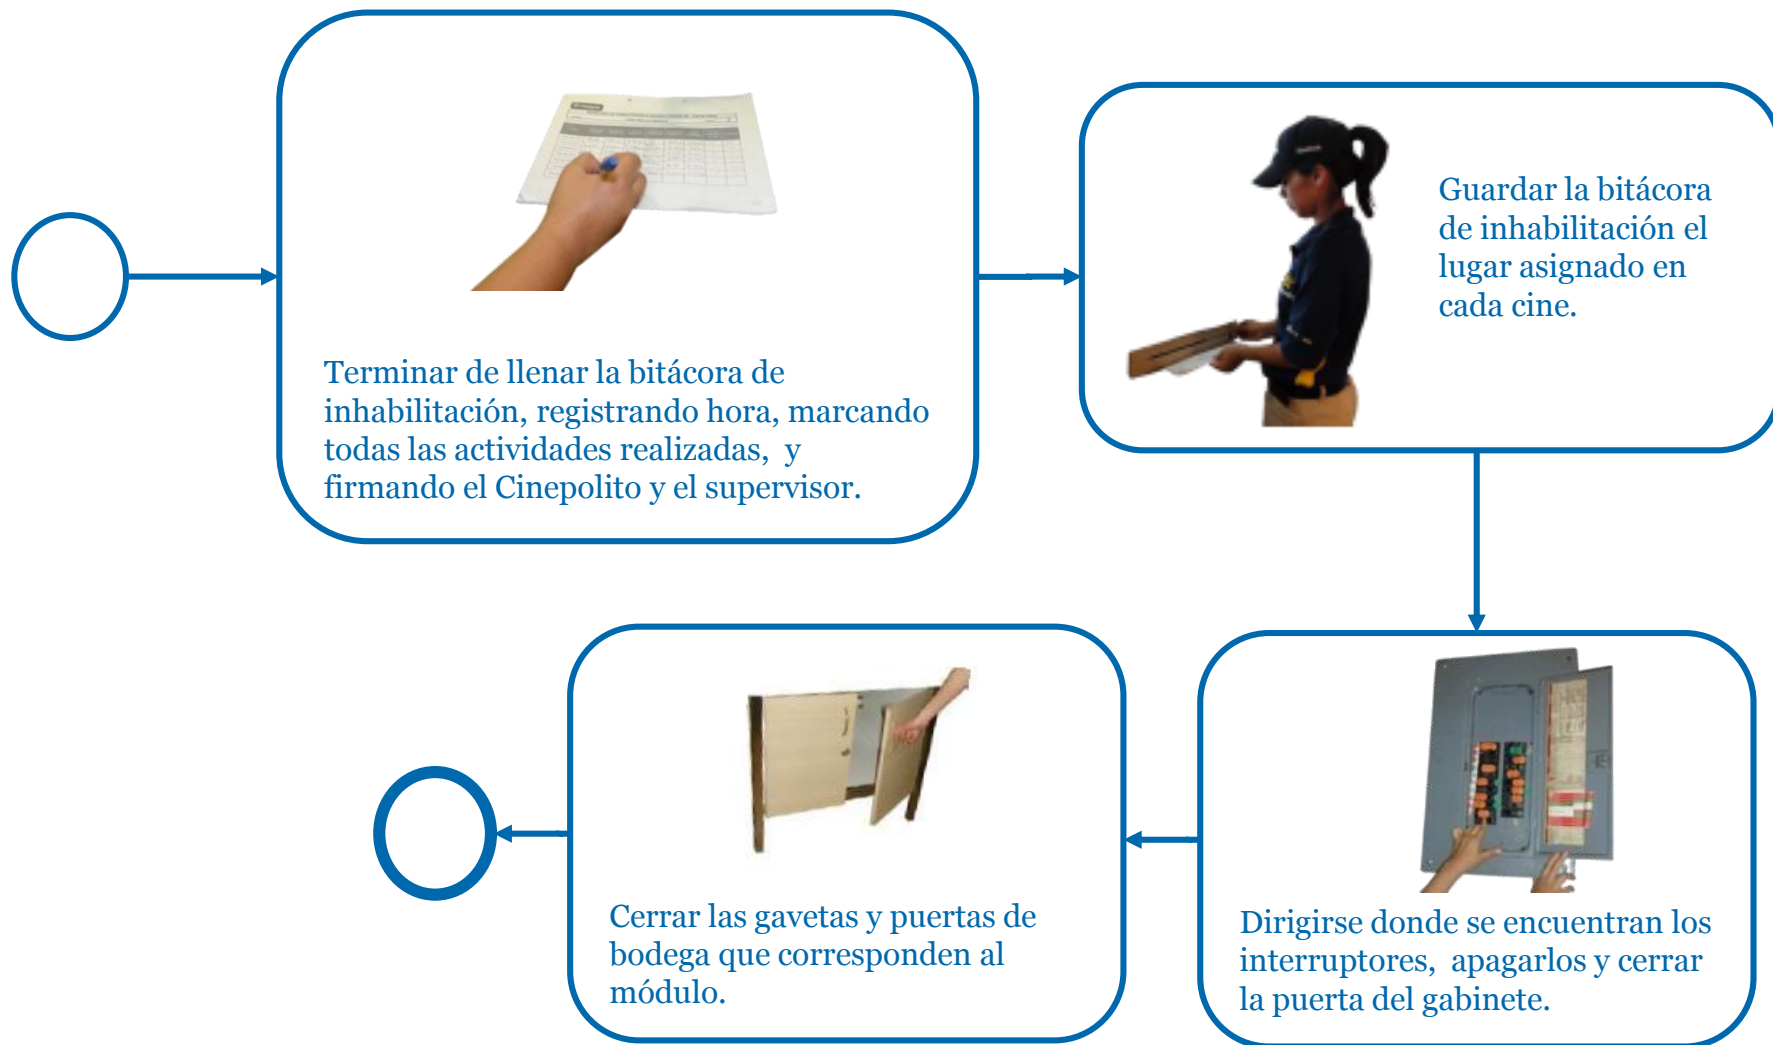 Terminar de llenar la bitácora de
inhabilitación, registrando hora, marcando
todas las actividades realizadas,  y
firmando el Cinepolito y el supervisor.
Guardar la bitácora
de inhabilitación el
lugar asignado en
cada cine.
Dirigirse donde se encuentran los
interruptores,  apagarlos y cerrar
la puerta del gabinete.
Cerrar las gavetas y puertas de
bodega que corresponden al
módulo.